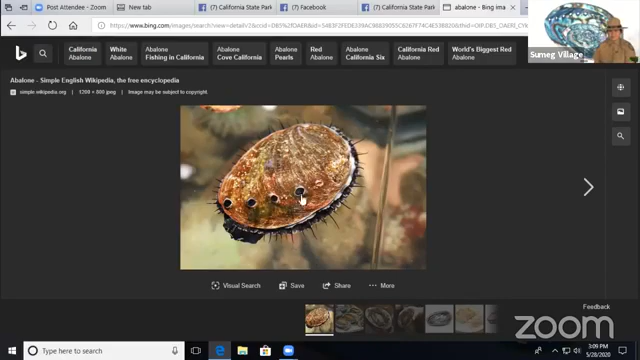 Post Attendee - Zoom
New tab
(7) California State Park
(7) Facebook
(7) California State Park
abalone - Bing imag
California Abalone
White Abalone
Abalone Fishing in California
Abalone Cove California
Abalone Pearls
Red Abalone
Abalone California Six
California Red Abalone
World's Biggest Red Abalone
Sumeg Village
Abalone - Simple English Wikipedia, the free encyclopedia
simple.wikipedia.org | 1200 × 800 jpeg | Image may be subject to copyright.
Visual Search
Save
Share
More
Feedback
zoom
Type here to search
3:09 PM
5/28/2020